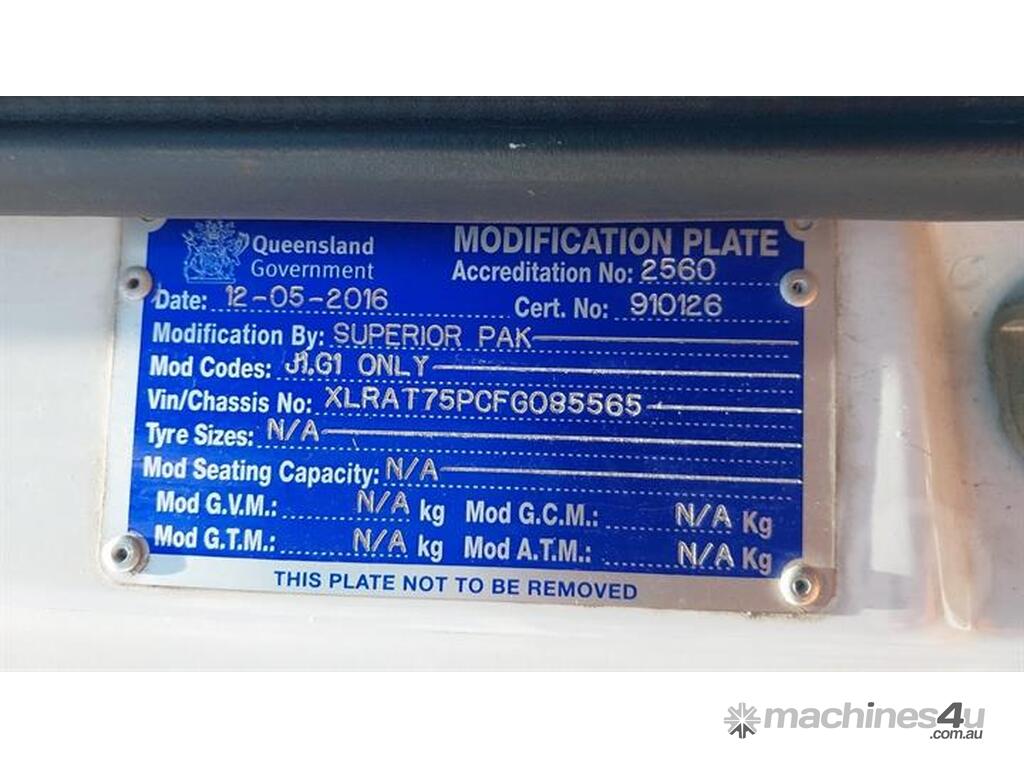 Queensland Government
MODIFICATION PLATE
Accreditation No: 2560
Date: 12-05-2016 Cert. No: 910126
Modification By: SUPERIOR PAK
Mod Codes: J1,G1 ONLY
Vin/Chassis No: XLRAT75PCFG085565
Tyre Sizes: N/A
Mod Seating Capacity: N/A
Mod G.V.M.: N/A kg Mod G.C.M.: N/A Kg
Mod G.T.M.: N/A kg Mod A.T.M.: N/A Kg
THIS PLATE NOT TO BE REMOVED
machines4u
.com.au